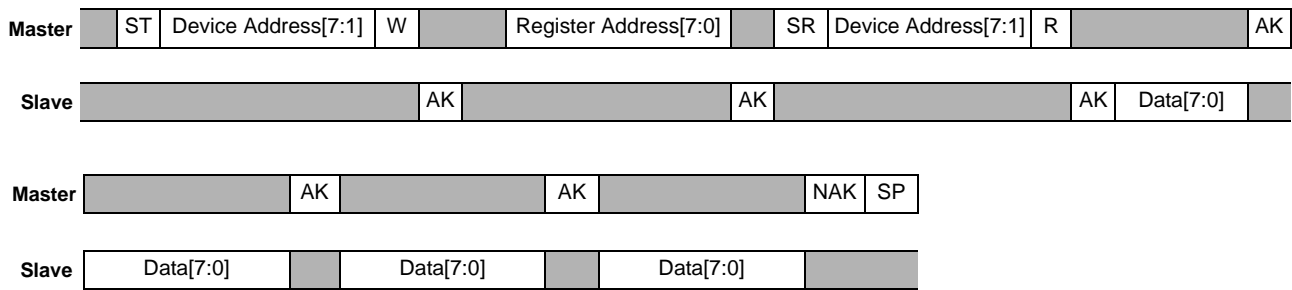 Master ST Device Address[7:1] W Register Address[7:0] SR Device Address[7:1] R AK
Slave AK AK AK Data[7:0]
Master AK AK NAK SP
Slave Data[7:0] Data[7:0] Data[7:0]